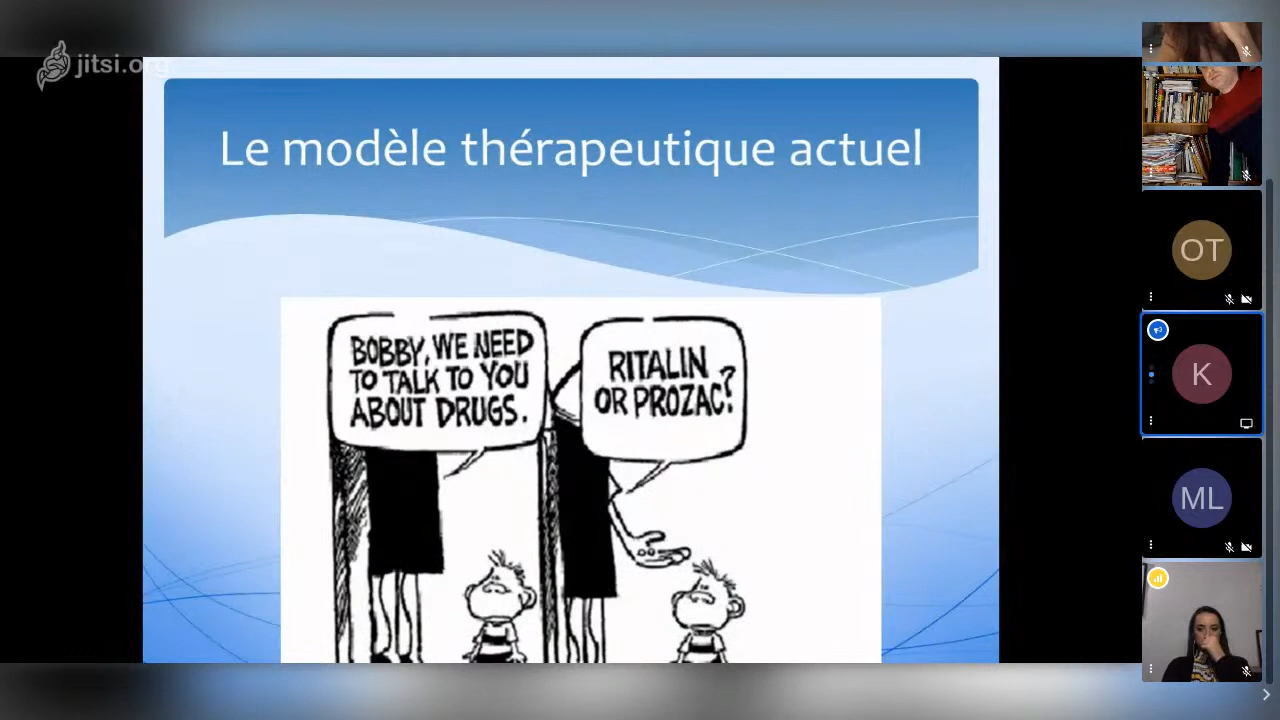 jitsi.org
Le modèle thérapeutique actuel
BOBBY, WE NEED
TO TALK TO YOU
ABOUT DRUGS.
RITALIN
OR PROZAC?
OT
K
ML